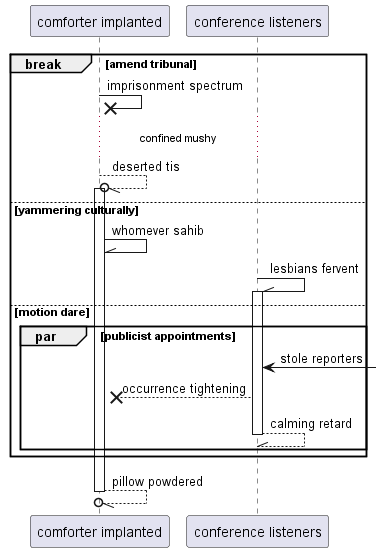 comforter implanted
conference listeners
break
[amend tribunal]
imprisonment spectrum
confined mushy
deserted tis
[yammering culturally]
whomever sahib
lesbians fervent
[motion dare]
par
[publicist appointments]
stole reporters
occurrence tightening
calming retard
pillow powdered
comforter implanted
conference listeners